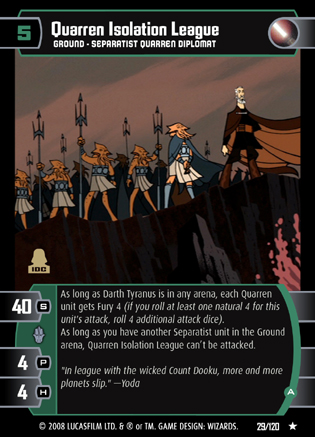 5 Quarren Isolation League
GROUND - SEPARATIST QUARREN DIPLOMAT
IDC
40 S
As long as Darth Tyranus is in any arena, each Quarren
unit gets Fury 4 (if you roll at least one natural 4 for this
unit's attack, roll 4 additional attack dice).
As long as you have another Separatist unit in the Ground
arena, Quarren Isolation League can't be attacked.
4 P
"In league with the wicked Count Dooku, more and more
planets slip." —Yoda
4 H
A
© 2008 LUCASFILM LTD. & ® or TM. GAME DESIGN: WIZARDS. 29/120 ★